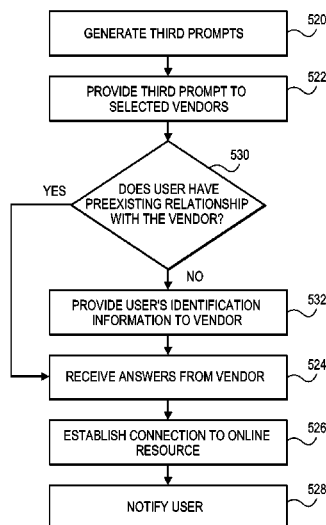 GENERATE THIRD PROMPTS
520
PROVIDE THIRD PROMPT TO
SELECTED VENDORS
522
530
YES
DOES USER HAVE
PREEXISTING RELATIONSHIP
WITH THE VENDOR?
NO
PROVIDE USER'S IDENTIFICATION
INFORMATION TO VENDOR
532
RECEIVE ANSWERS FROM VENDOR
524
ESTABLISH CONNECTION TO ONLINE
RESOURCE
526
NOTIFY USER
528